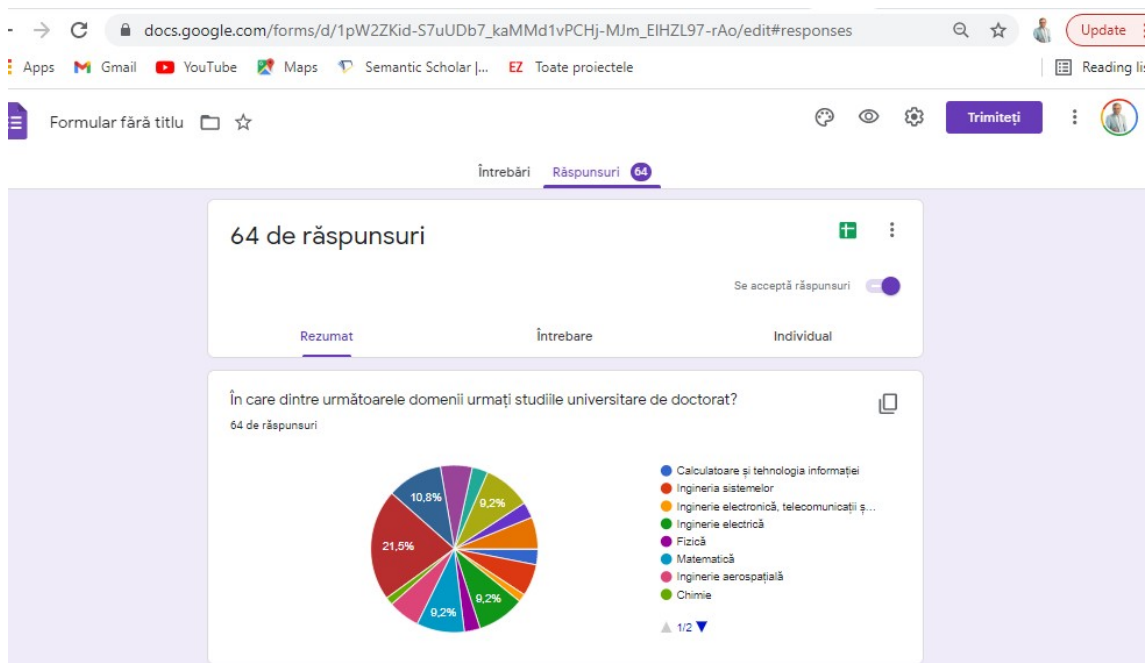 docs.google.com/forms/d/1pW2ZKid-S7uUDb7_kaMMd1vPCHj-MJm_ElHZL97-rAo/edit#responses
Update
Apps Gmail YouTube Maps Semantic Scholar |... EZ Toate proiectele Reading lis
Formular fără titlu Trimiteți
Întrebări Răspunsuri 64
64 de răspunsuri
Se acceptă răspunsuri
Rezumat Întrebare Individual
În care dintre următoarele domenii urmați studiile universitare de doctorat?
64 de răspunsuri
10,8%
9,2%
21,5%
9,2%
9,2%
Calculatoare și tehnologia informației
Ingineria sistemelor
Inginerie electronică, telecomunicații ș...
Inginerie electrică
Fizică
Matematică
Inginerie aerospațială
Chimie
1/2